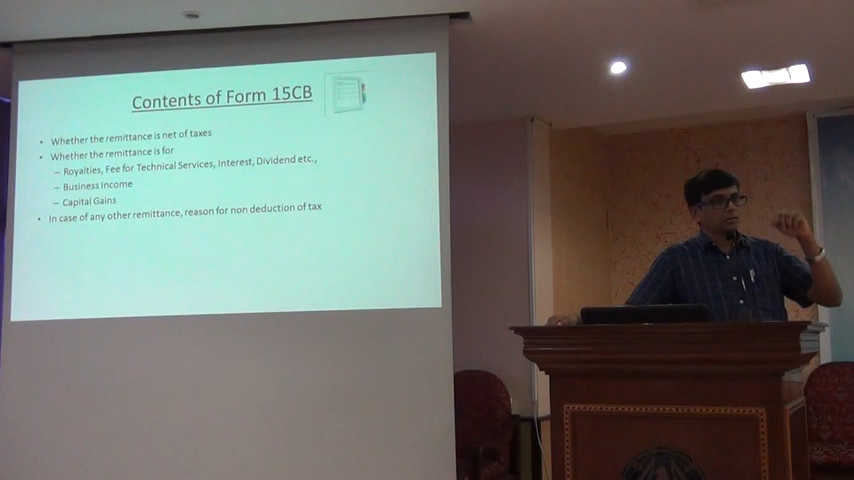 Contents of Form 15CB
• Whether the remittance is net of taxes
• Whether the remittance is for
– Royalties, Fee for Technical Services, Interest, Dividend etc.,
– Business Income
– Capital Gains
• In case of any other remittance, reason for non deduction of tax